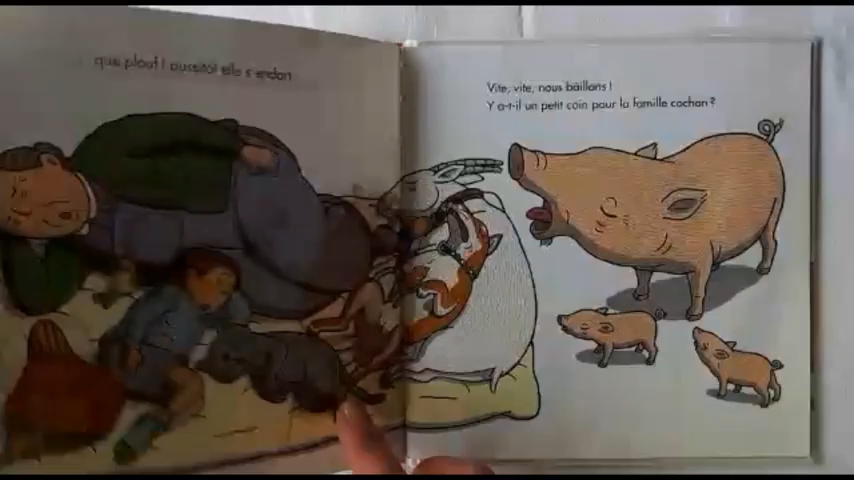 que plouf ! aussitôt elle s'endort
Vite, vite, nous bâillons !
Y a-t-il un petit coin pour la famille cochon ?